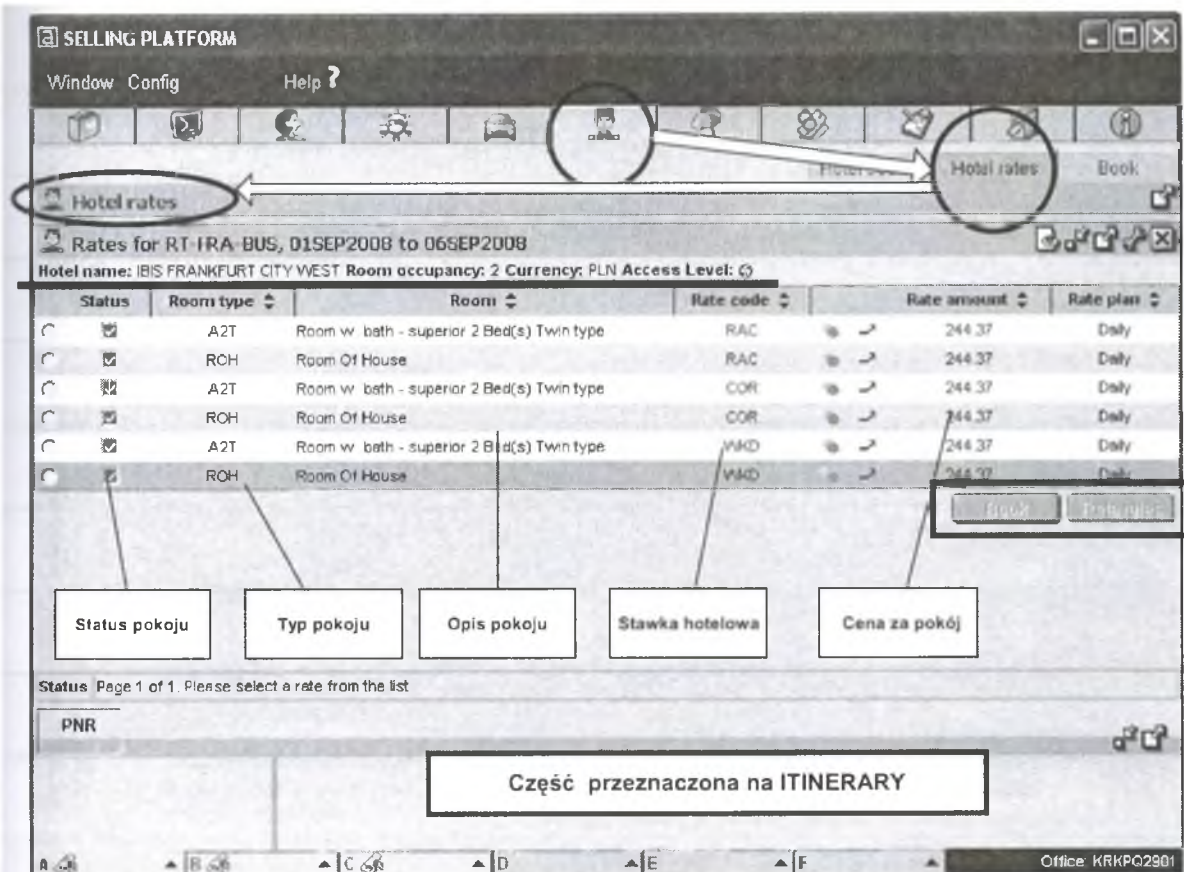 SELLING PLATFORM
Window Config Help ?
Hotel rates Book
Hotel rates
Rates for RT-FRA-BUS, 01SEP2008 to 06SEP2008
Hotel name: IBIS FRANKFURT CITY WEST Room occupancy: 2 Currency: PLN Access Level:
Status Room type Room Rate code Rate amount Rate plan
A2T Room w bath - superior 2 Bed(s) Twin type RAC 244.37 Daily
ROH Room Of House RAC 244.37 Daily
A2T Room w bath - superior 2 Bed(s) Twin type COR 244.37 Daily
ROH Room Of House COR 244.37 Daily
A2T Room w bath - superior 2 Bed(s) Twin type WKD 244.37 Daily
ROH Room Of House WKD 244.37 Daily
Book
Status pokoju Typ pokoju Opis pokoju Stawka hotelowa Cena za pokój
Status Page 1 of 1. Please select a rate from the list
PNR
Część przeznaczona na ITINERARY
A B C D E F Office: KRKPQ2901